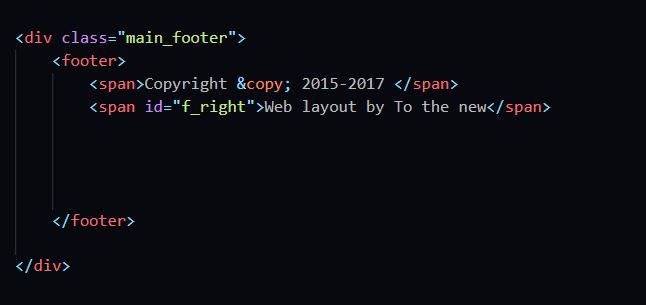 <div class="main_footer">
<footer>
<span>Copyright &copy; 2015-2017 </span>
<span id="f_right">Web layout by To the new</span>
</footer>
</div>